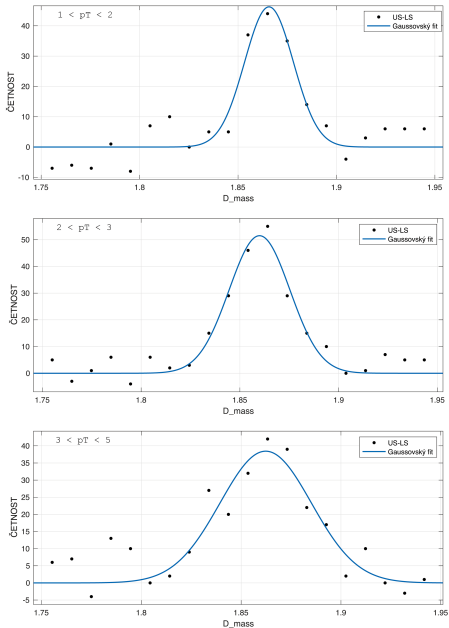 1 < pT < 2
US-LS
Gaussovský fit
ČETNOST
40
30
20
10
0
-10
1.75 1.8 1.85 1.9 1.95
D_mass
2 < pT < 3
US-LS
Gaussovský fit
ČETNOST
50
40
30
20
10
0
1.75 1.8 1.85 1.9 1.95
D_mass
3 < pT < 5
US-LS
Gaussovský fit
ČETNOST
40
35
30
25
20
15
10
5
0
-5
1.75 1.8 1.85 1.9 1.95
D_mass